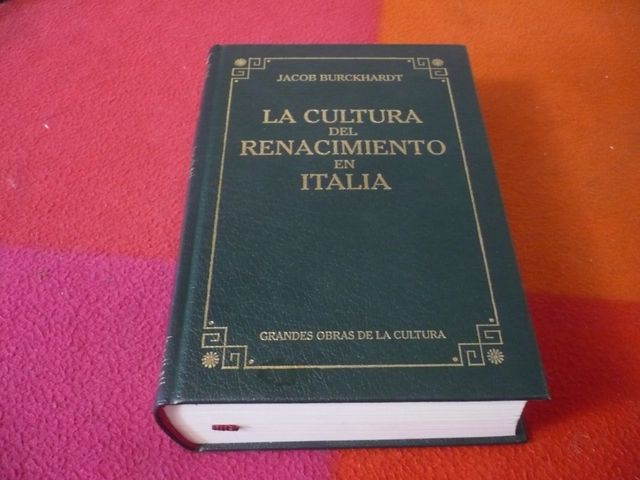 JACOB BURCKHARDT
LA CULTURA
DEL
RENACIMIENTO
EN
ITALIA
GRANDES OBRAS DE LA CULTURA